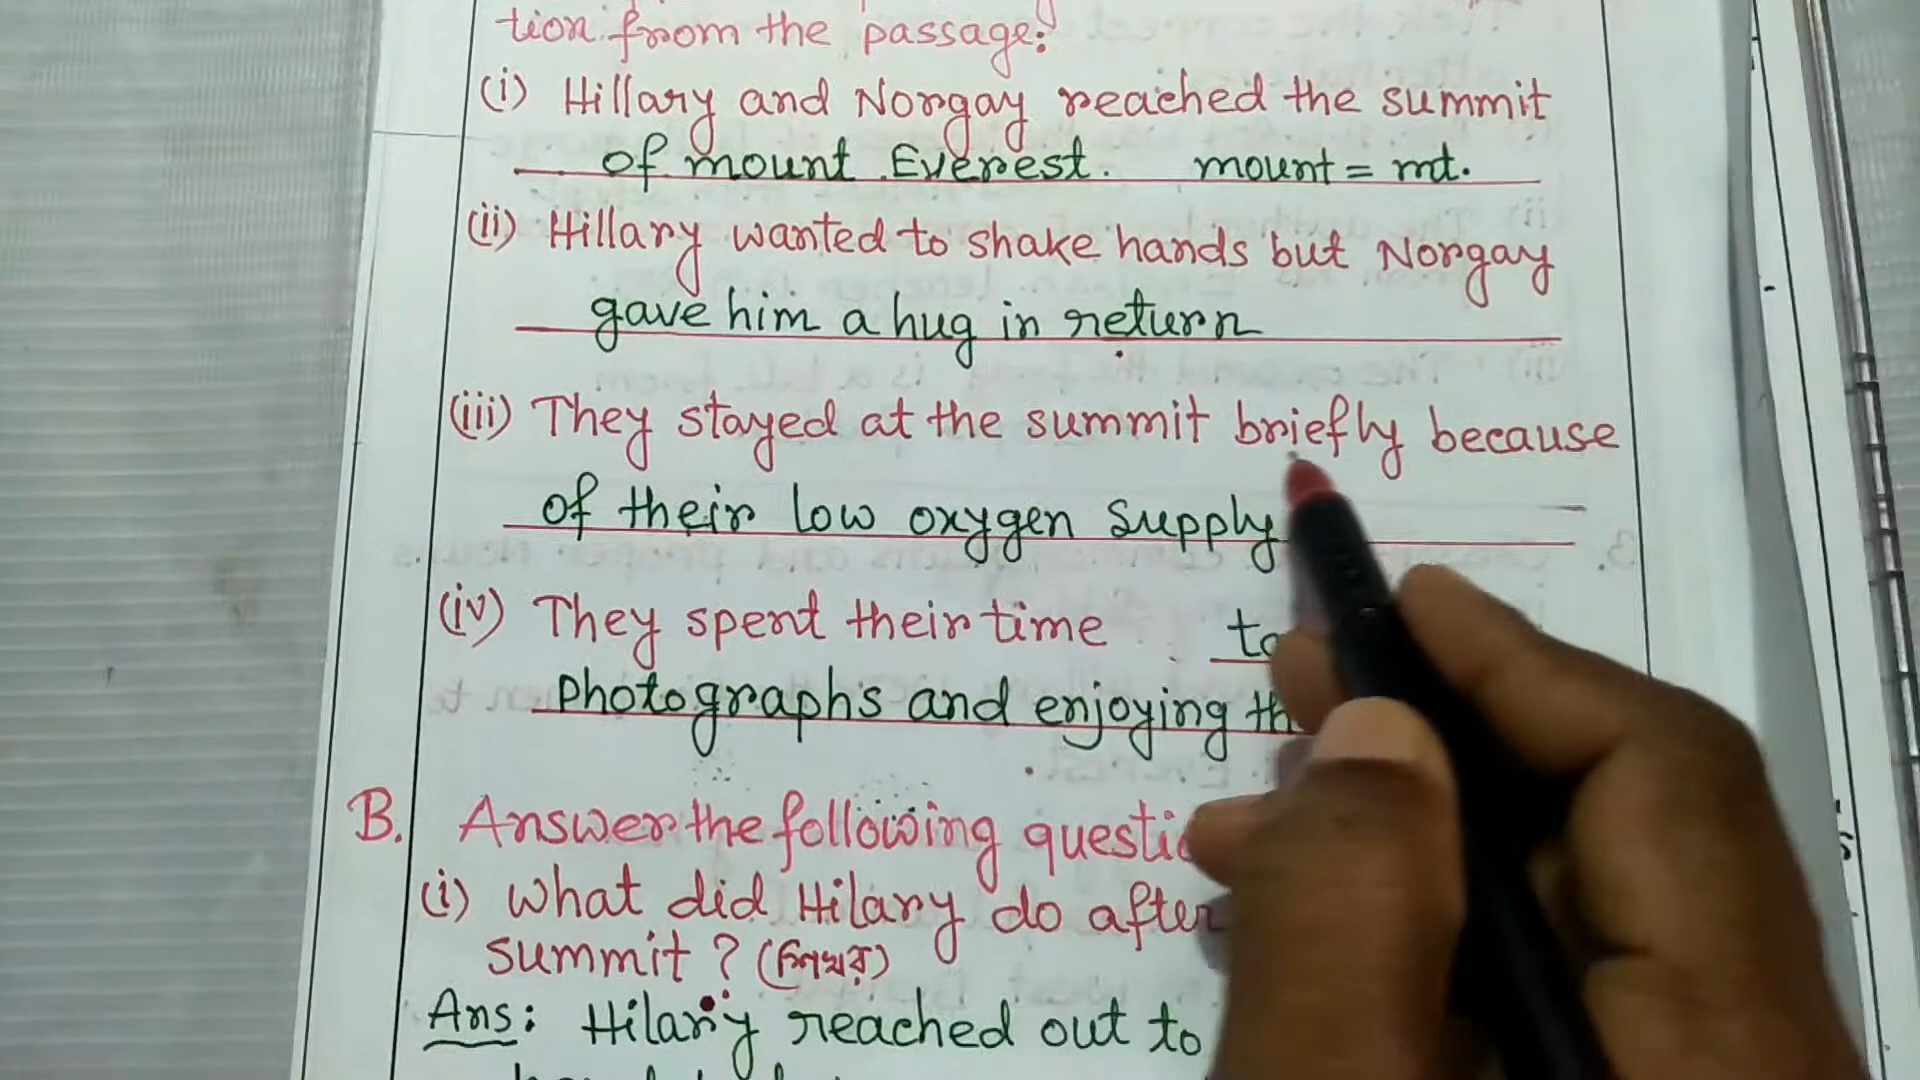 tion from the passage:
(i) Hillary and Norgay reached the summit
of mount Everest. mount = mt.
(ii) Hillary wanted to shake hands but Norgay
gave him a hug in return
(iii) They stayed at the summit briefly because
of their low oxygen supply
(iv) They spent their time
photographs and enjoying
B. Answer the following
(i) What did Hilary do after
summit? (শিখর)
Ans: Hilary reached out to